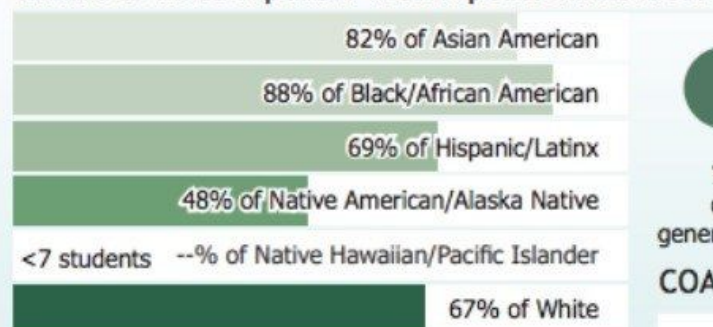 82% of Asian American
88% of Black/African American
69% of Hispanic/Latinx
48% of Native American/Alaska Native
<7 students --% of Native Hawaiian/Pacific Islander
67% of White
COA